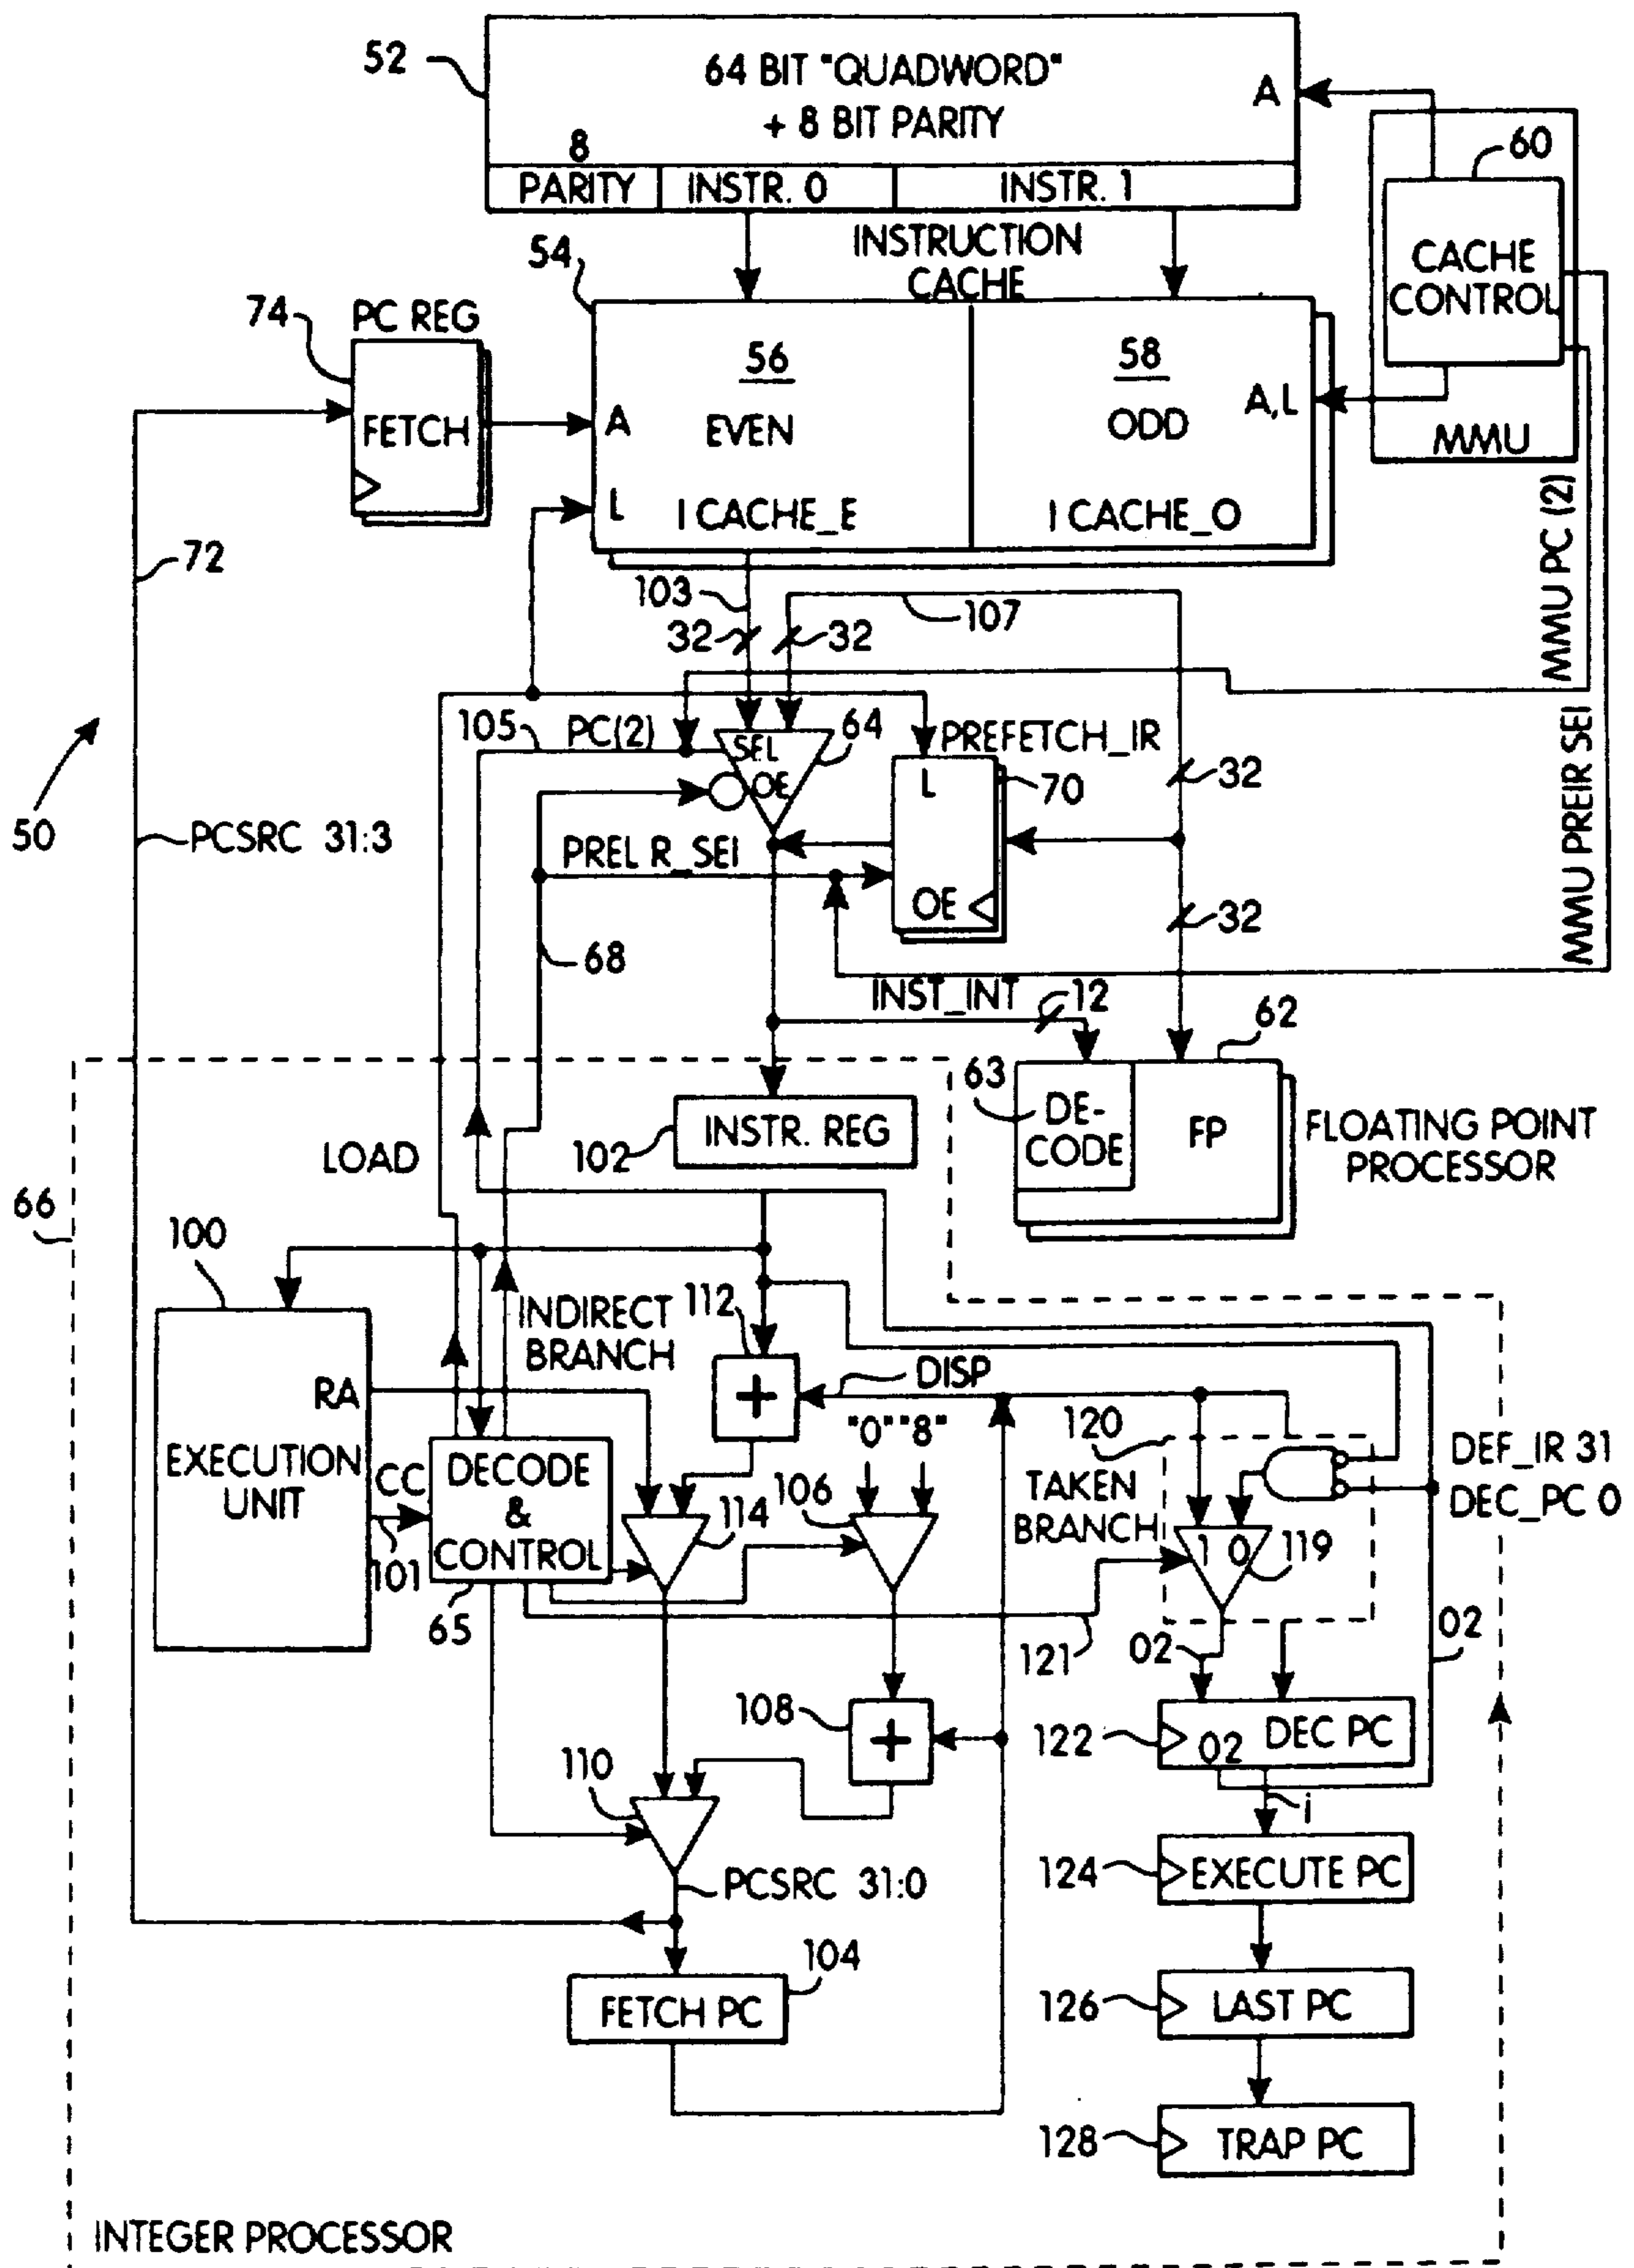 52
64 BIT "QUADWORD"
+ 8 BIT PARITY
A
8
PARITY
INSTR. 0
INSTR. 1
60
CACHE
CONTROL
MMU
54
INSTRUCTION
CACHE
74
PC REG
FETCH
56
EVEN
A
L
I CACHE_E
58
ODD
A,L
I CACHE_O
72
103
32
32
107
MMU PC (2)
105
PC(2)
SEL
OE
64
PREFETCH_IR
L
70
OE
32
50
PCSRC 31:3
PREL R_SEI
MMU PREIR SEI
32
68
INST_INT
12
62
63
DE-
CODE
FP
FLOATING POINT
PROCESSOR
102
INSTR. REG
LOAD
66
100
INDIRECT
BRANCH
112
+
DISP
RA
EXECUTION
UNIT
CC
101
DECODE
&
CONTROL
65
114
"0" "8"
106
120
TAKEN
BRANCH
1 0
119
DEF_IR 31
DEC_PC 0
121
02
02
108
+
122
02
DEC PC
i
110
PCSRC 31:0
124
EXECUTE PC
104
FETCH PC
126
LAST PC
128
TRAP PC
INTEGER PROCESSOR